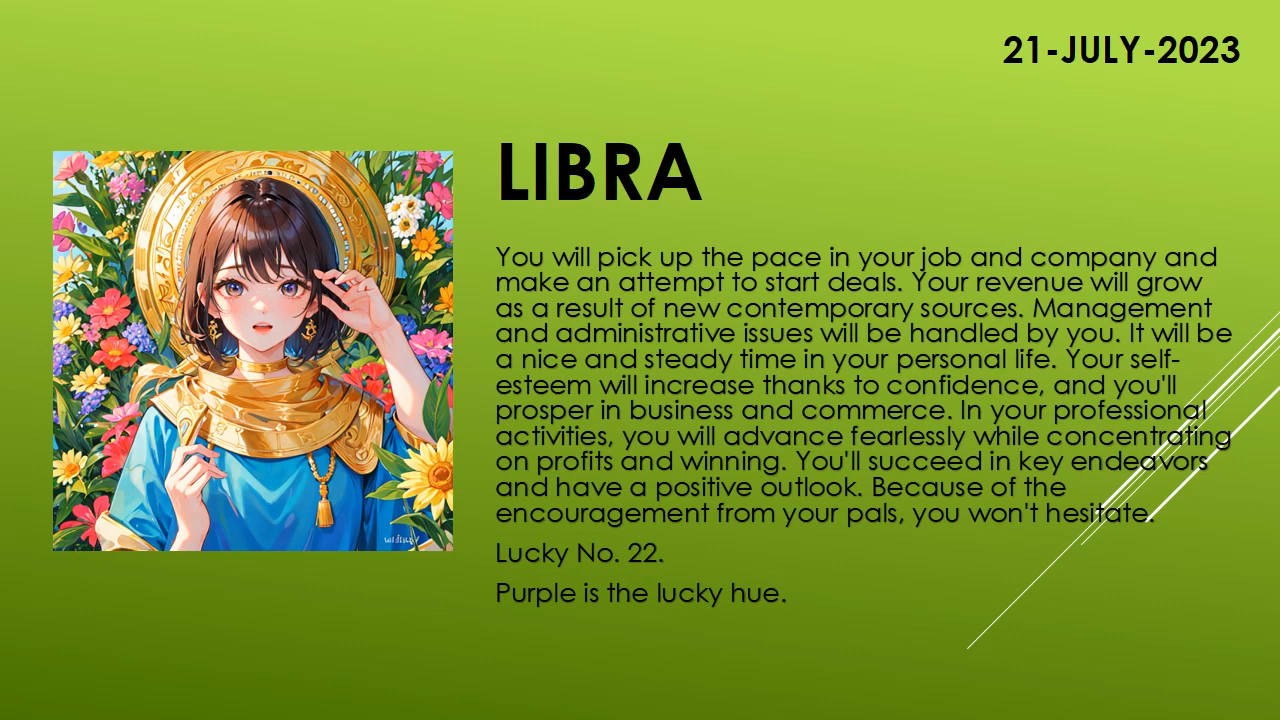 21-JULY-2023
LIBRA
You will pick up the pace in your job and company and
make an attempt to start deals. Your revenue will grow
as a result of new contemporary sources. Management
and administrative issues will be handled by you. It will be
a nice and steady time in your personal life. Your self-
esteem will increase thanks to confidence, and you'll
prosper in business and commerce. In your professional
activities, you will advance fearlessly while concentrating
on profits and winning. You'll succeed in key endeavors
and have a positive outlook. Because of the
encouragement from your pals, you won't hesitate.
Lucky No. 22.
Purple is the lucky hue.